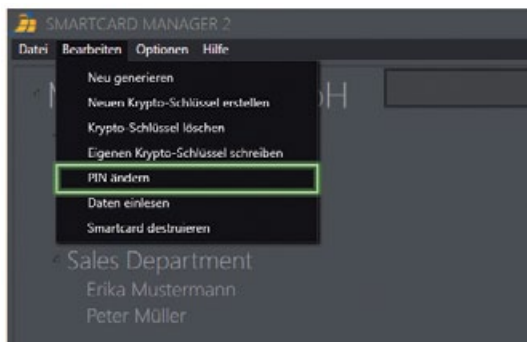 SMARTCARD MANAGER 2
Datei Bearbeiten Optionen Hilfe
Neu generieren
Neuen Krypto-Schlüssel erstellen
Krypto-Schlüssel löschen
Eigenen Krypto-Schlüssel schreiben
PIN ändern
Daten einlesen
Smartcard destruieren
Sales Department
Erika Mustermann
Peter Müller